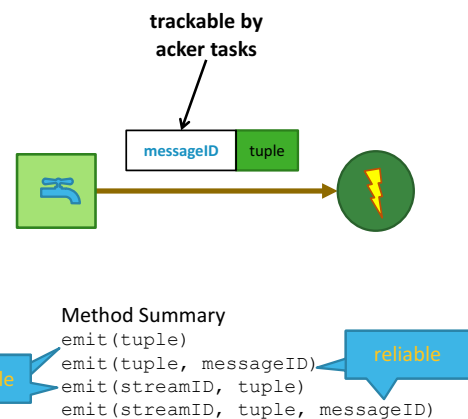 trackable by
acker tasks
messageID tuple
Method Summary
emit(tuple)
emit(tuple, messageID)
reliable
emit(streamID, tuple)
emit(streamID, tuple, messageID)